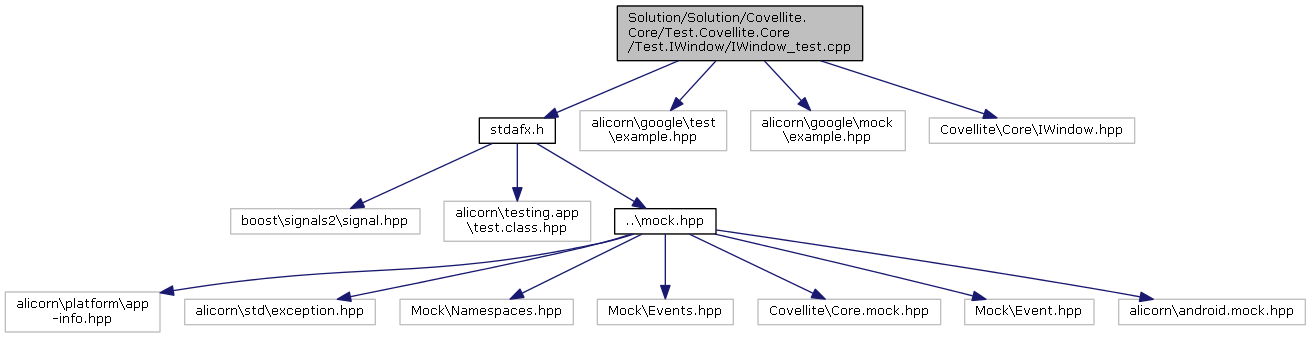 Solution/Solution/Covellite.
Core/Test.Covellite.Core
/Test.IWindow/IWindow_test.cpp
stdafx.h
alicorn\google\test
\example.hpp
alicorn\google\mock
\example.hpp
Covellite\Core\IWindow.hpp
boost\signals2\signal.hpp
alicorn\testing.app
\test.class.hpp
..\mock.hpp
alicorn\platform\app
-info.hpp
alicorn\std\exception.hpp
Mock\Namespaces.hpp
Mock\Events.hpp
Covellite\Core.mock.hpp
Mock\Event.hpp
alicorn\android.mock.hpp